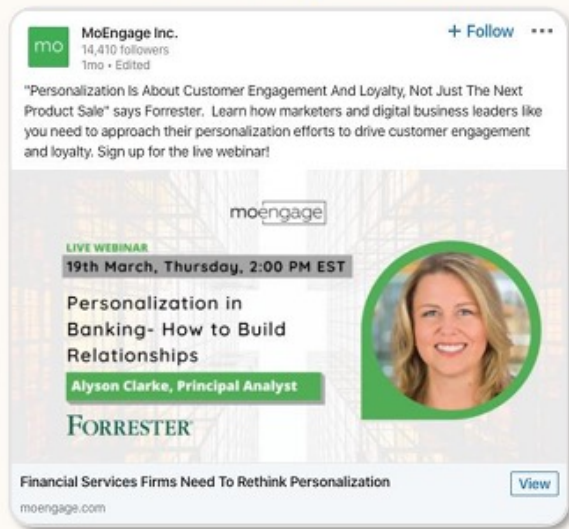 mo
MoEngage Inc.
+ Follow •••
14,410 followers
1mo • Edited
"Personalization Is About Customer Engagement And Loyalty, Not Just The Next
Product Sale" says Forrester. Learn how marketers and digital business leaders like
you need to approach their personalization efforts to drive customer engagement
and loyalty. Sign up for the live webinar!
moengage
LIVE WEBINAR
19th March, Thursday, 2:00 PM EST
Personalization in
Banking- How to Build
Relationships
Alyson Clarke, Principal Analyst
FORRESTER®
Financial Services Firms Need To Rethink Personalization
View
moengage.com